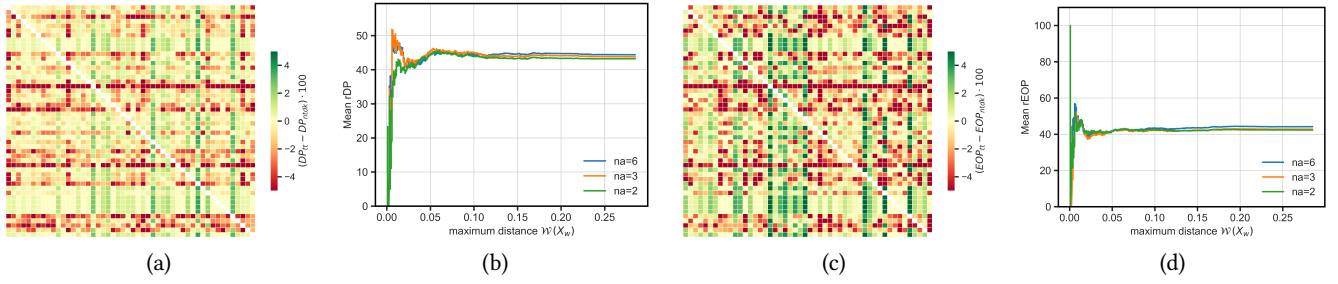 4
2
0
−2
−4
(DP_tt − DP_ntdk) · 100
(a)
50
40
30
20
10
0
Mean rDP
na=6
na=3
na=2
0.00 0.05 0.10 0.15 0.20 0.25
maximum distance 𝒲(X_w)
(b)
4
2
0
−2
−4
(EOP_tt − EOP_ntdk) · 100
(c)
100
80
60
40
20
0
Mean rEOP
na=6
na=3
na=2
0.00 0.05 0.10 0.15 0.20 0.25
maximum distance 𝒲(X_w)
(d)